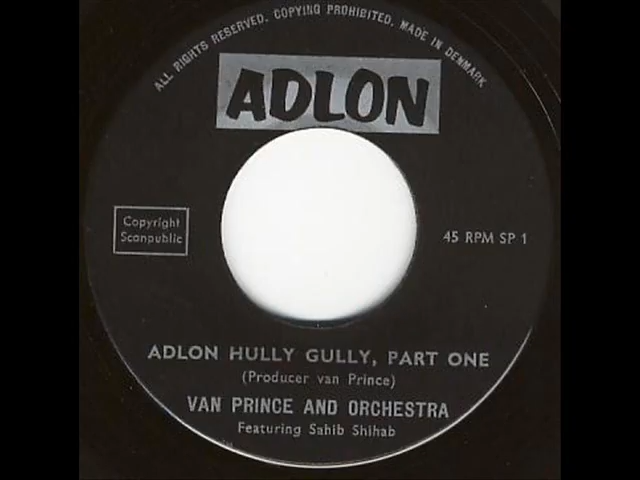 ALL RIGHTS RESERVED. COPYING PROHIBITED. MADE IN DENMARK
ADLON
Copyright
Scanpublic
45 RPM SP 1
ADLON HULLY GULLY, PART ONE
(Producer van Prince)
VAN PRINCE AND ORCHESTRA
Featuring Sahib Shihab